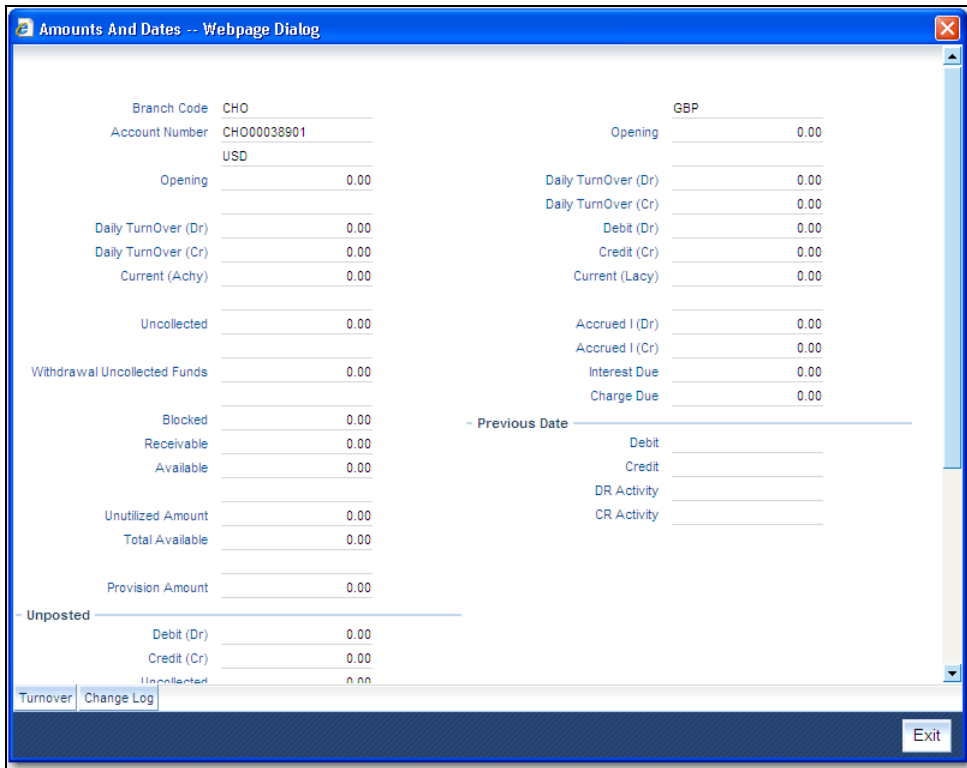 Amounts And Dates -- Webpage Dialog
Branch Code CHO
Account Number CHO00038901
USD
Opening 0.00
Daily TurnOver (Dr) 0.00
Daily TurnOver (Cr) 0.00
Current (Achy) 0.00
Uncollected 0.00
Withdrawal Uncollected Funds 0.00
Blocked 0.00
Receivable 0.00
Available 0.00
Unutilized Amount 0.00
Total Available 0.00
Provision Amount 0.00
Unposted
Debit (Dr) 0.00
Credit (Cr) 0.00
Uncollected 0.00
GBP
Opening 0.00
Daily TurnOver (Dr) 0.00
Daily TurnOver (Cr) 0.00
Debit (Dr) 0.00
Credit (Cr) 0.00
Current (Lacy) 0.00
Accrued I (Dr) 0.00
Accrued I (Cr) 0.00
Interest Due 0.00
Charge Due 0.00
Previous Date
Debit
Credit
DR Activity
CR Activity
Turnover Change Log
Exit